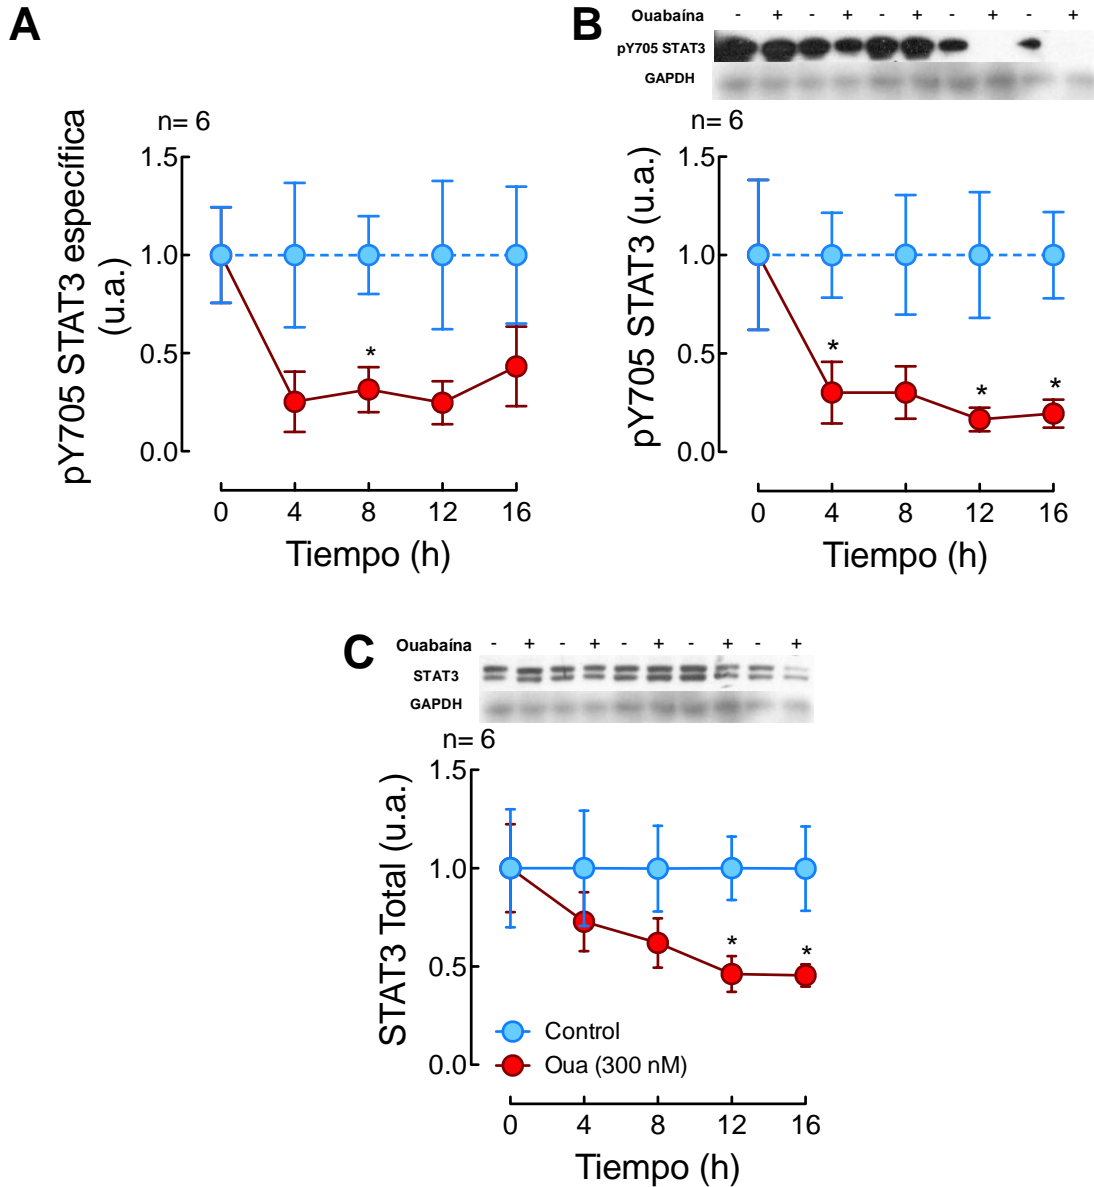 A
n= 6
pY705 STAT3 específica
(u.a.)
1.5
1.0
0.5
0.0
*
0 4 8 12 16
Tiempo (h)
B
Ouabaína - + - + - + - + - +
pY705 STAT3
GAPDH
n= 6
pY705 STAT3 (u.a.)
1.5
1.0
0.5
0.0
* * *
0 4 8 12 16
Tiempo (h)
C
Ouabaína - + - + - + - + - +
STAT3
GAPDH
n= 6
STAT3 Total (u.a.)
1.5
1.0
0.5
0.0
* *
Control
Oua (300 nM)
0 4 8 12 16
Tiempo (h)